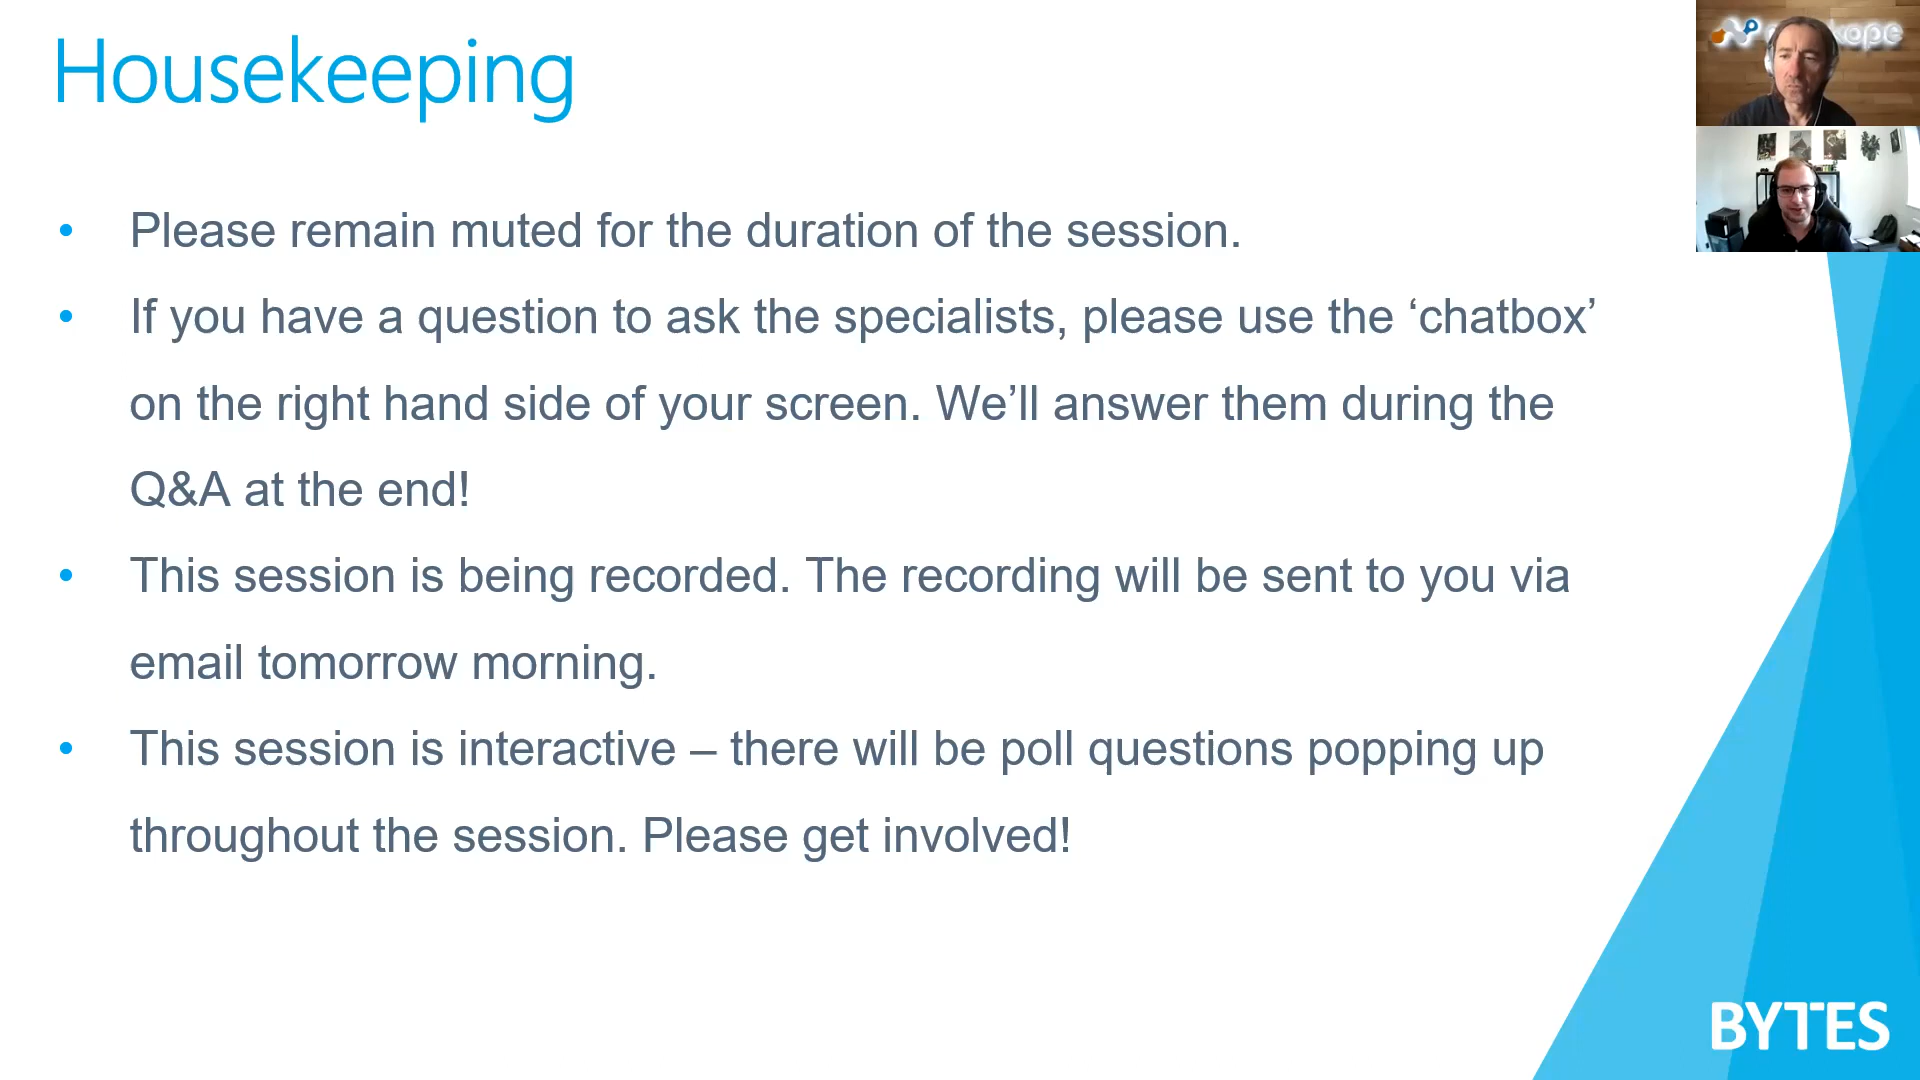 Housekeeping
• Please remain muted for the duration of the session.
• If you have a question to ask the specialists, please use the ‘chatbox’
on the right hand side of your screen. We’ll answer them during the
Q&A at the end!
• This session is being recorded. The recording will be sent to you via
email tomorrow morning.
• This session is interactive – there will be poll questions popping up
throughout the session. Please get involved!
BYTES